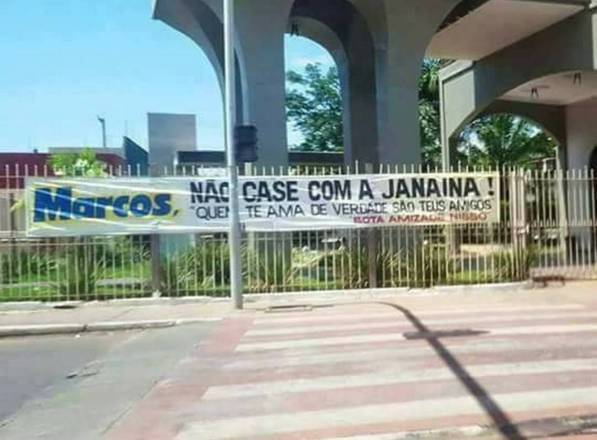 Marcos, NÃO CASE COM A JANAINA !
"QUEM TE AMA DE VERDADE SÃO TEUS AMIGOS"
BOTA AMIZADE NISSO